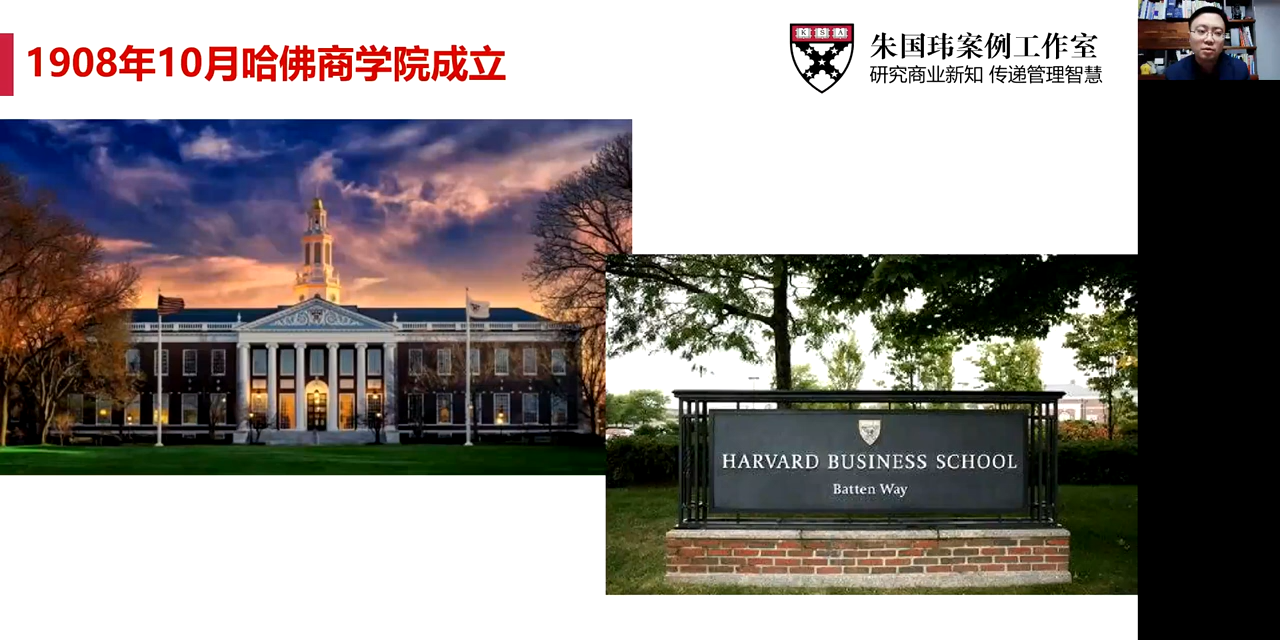 1908年10月哈佛商学院成立
KSA
朱国玮案例工作室
研究商业新知 传递管理智慧
HARVARD BUSINESS SCHOOL
Batten Way